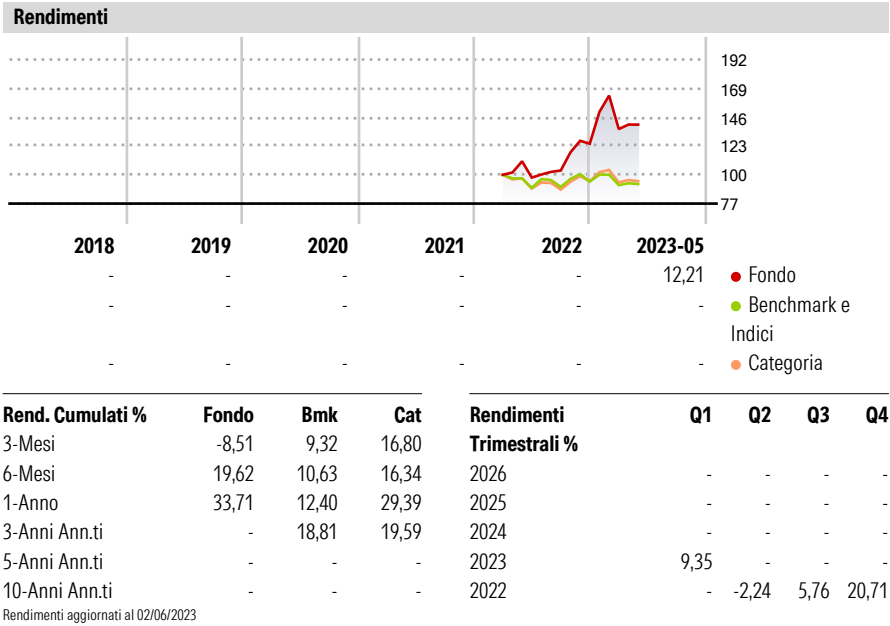 Rendimenti
192
169
146
123
100
77
2018 2019 2020 2021 2022 2023-05
- - - - - 12,21 Fondo
- - - - - - Benchmark e
Indici
- - - - - - Categoria
Rend. Cumulati % Fondo Bmk Cat
3-Mesi -8,51 9,32 16,80
6-Mesi 19,62 10,63 16,34
1-Anno 33,71 12,40 29,39
3-Anni Ann.ti - 18,81 19,59
5-Anni Ann.ti - - -
10-Anni Ann.ti - - -
Rendimenti Q1 Q2 Q3 Q4
Trimestrali %
2026 - - - -
2025 - - - -
2024 - - - -
2023 9,35 - - -
2022 - -2,24 5,76 20,71
Rendimenti aggiornati al 02/06/2023